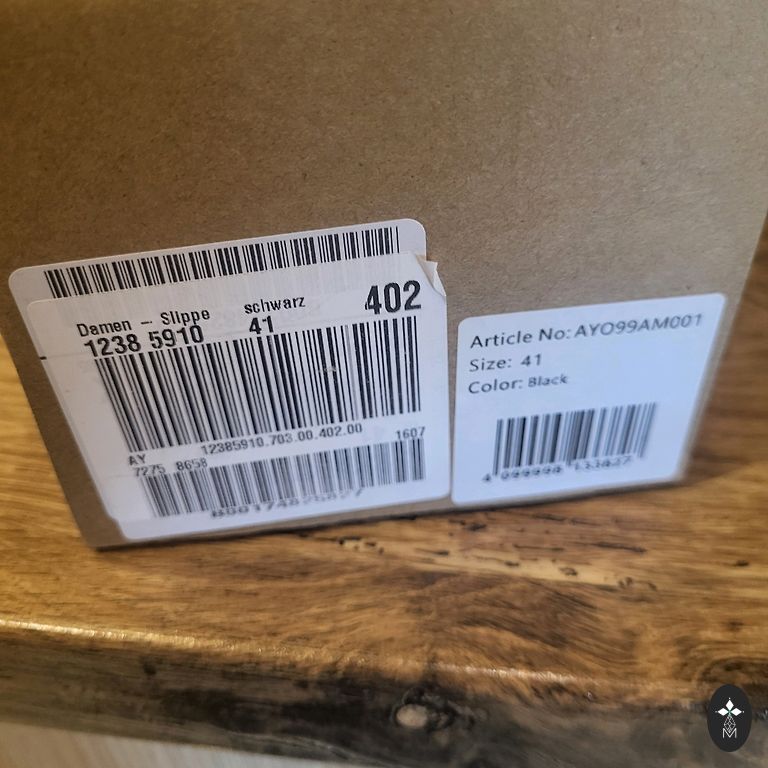 Damen – Slippe schwarz 402
1238 5910 41
AY 12385910.703.00.402.00 1607
7275 8658
Article No: AYO99AM001
Size: 41
Color: Black
M